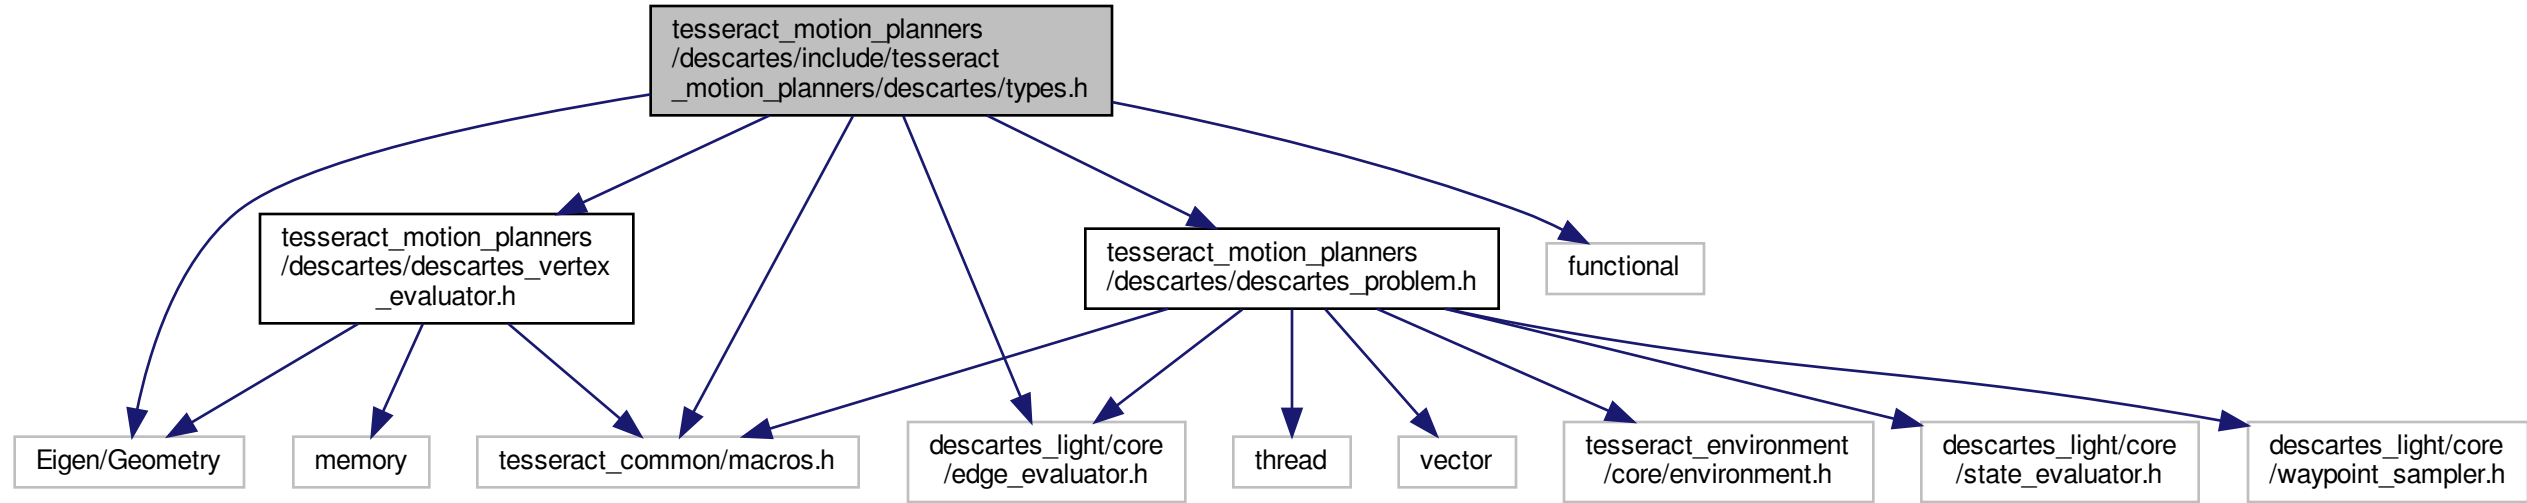 tesseract_motion_planners
/descartes/include/tesseract
_motion_planners/descartes/types.h
tesseract_motion_planners
/descartes/descartes_vertex
_evaluator.h
tesseract_motion_planners
/descartes/descartes_problem.h
functional
Eigen/Geometry
memory
tesseract_common/macros.h
descartes_light/core
/edge_evaluator.h
thread
vector
tesseract_environment
/core/environment.h
descartes_light/core
/state_evaluator.h
descartes_light/core
/waypoint_sampler.h